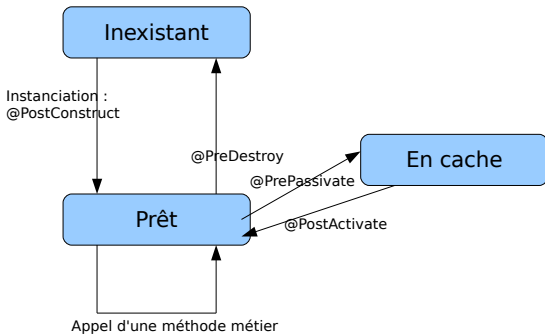 Inexistant
Instanciation :
@PostConstruct
@PreDestroy
En cache
@PrePassivate
Prêt
@PostActivate
Appel d'une méthode métier